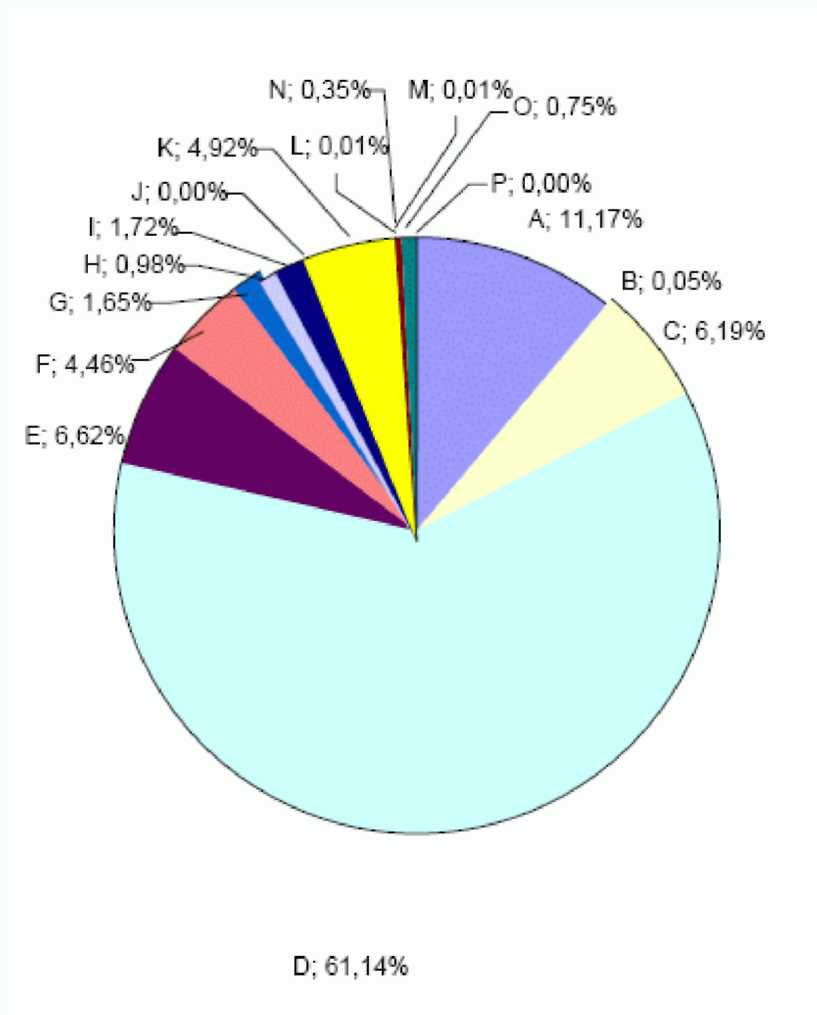 N; 0,35%
M; 0,01%
O; 0,75%
K; 4,92%
L; 0,01%
J; 0,00%
P; 0,00%
I; 1,72%
A; 11,17%
H; 0,98%
B; 0,05%
G; 1,65%
C; 6,19%
F; 4,46%
E; 6,62%
D; 61,14%